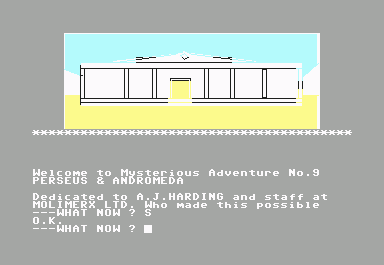 Welcome to Mysterious Adventure No.9
PERSEUS & ANDROMEDA
Dedicated to A.J.HARDING and staff at
MOLIMERX LTD. Who made this possible
---WHAT NOW ? S
O.K.
---WHAT NOW ?